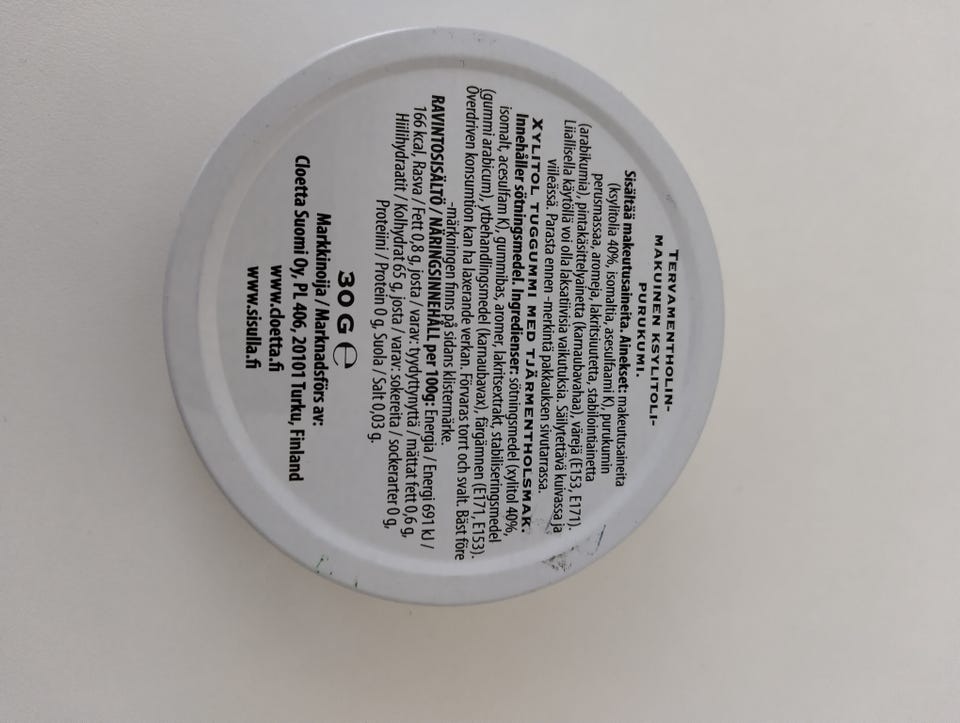 TERVAMENTHOLIN-
MAKUINEN KSYLITOLI-
PURUKUMI.
Sisältää makeutusaineita. Ainekset: makeutusaineita
(ksylitolia 40%, isomaltia, asesulfaami K), purukumin
perusmassaa, aromeja, lakritsiuutetta, stabilointiainetta
(arabikumia), pintakäsittelyainetta (karnaubavahaa), värejä (E153, E171).
Liiallisella käytöllä voi olla laksatiivisia vaikutuksia. Säilytettävä kuivassa ja
viileässä. Parasta ennen -merkintä pakkauksen sivutarrassa.
XYLITOL TUGGUMMI MED TJÄRMENTHOLSMAK.
Innehåller sötningsmedel. Ingredienser: sötningsmedel (xylitol 40%,
isomalt, acesulfam K), gummibas, aromer, lakritsextrakt, stabiliseringsmedel
(gummi arabicum), ytbehandlingsmedel (karnaubavax), färgämnen (E171, E153).
Överdriven konsumtion kan ha laxerande verkan. Förvaras torrt och svalt. Bäst före
-märkningen finns på sidans klistermärke.
RAVINTOSISÄLTÖ / NÄRINGSINNEHÅLL per 100g: Energia / Energi 691 kJ /
166 kcal, Rasva / Fett 0,8 g, josta / varav: tyydyttynyttä / mättat fett 0,6 g,
Hiilihydraatit / Kolhydrat 65 g, josta / varav: sokereita / sockerarter 0 g,
Proteiini / Protein 0 g, Suola / Salt 0,03 g.
30 G ℮
Markkinoija / Marknadsförs av:
Cloetta Suomi Oy, PL 406, 20101 Turku, Finland
www.cloetta.fi
www.sisulla.fi